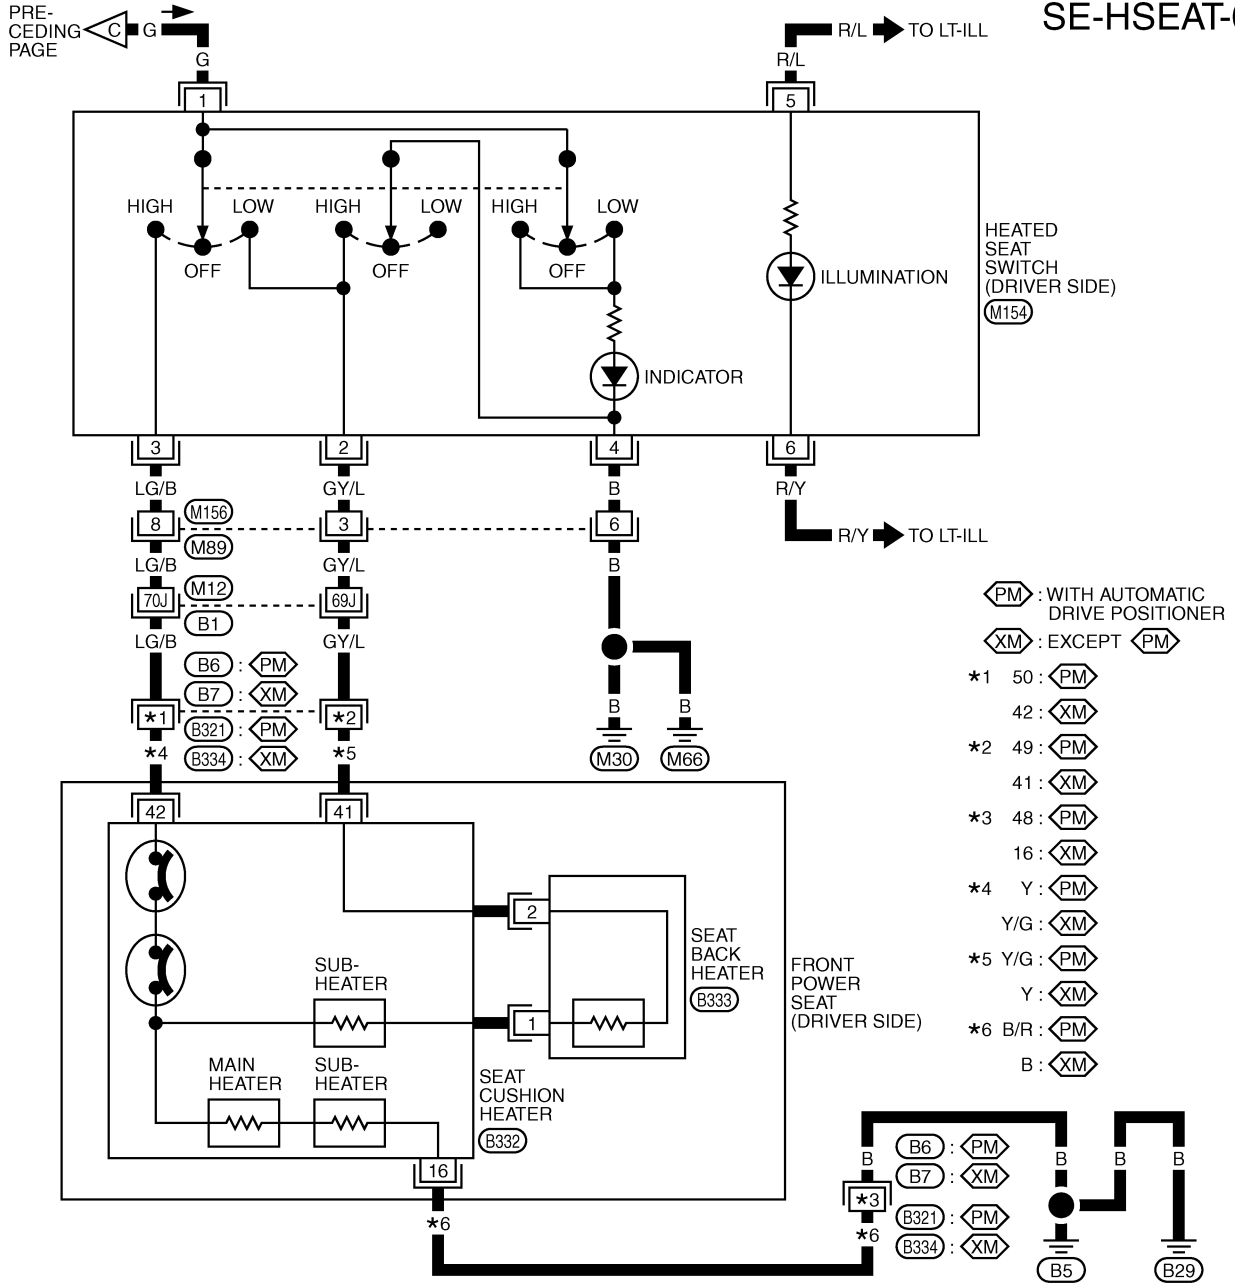 PRE-
CEDING
PAGE
C
G
SE-HSEAT-
R/L
TO LT-ILL
G
R/L
1
5
HIGH
LOW
HIGH
LOW
HIGH
LOW
OFF
OFF
OFF
ILLUMINATION
HEATED
SEAT
SWITCH
(DRIVER SIDE)
M154
INDICATOR
3
2
4
6
LG/B
GY/L
B
R/Y
8
M156
3
6
M89
R/Y
TO LT-ILL
LG/B
GY/L
B
70J
M12
69J
B1
LG/B
GY/L
B6 : PM
B7 : XM
*1
*2
B321 : PM
B334 : XM
*4
*5
B
B
M30
M66
PM : WITH AUTOMATIC
DRIVE POSITIONER
XM : EXCEPT PM
*1 50 : PM
42 : XM
*2 49 : PM
41 : XM
*3 48 : PM
16 : XM
*4 Y : PM
Y/G : XM
*5 Y/G : PM
Y : XM
*6 B/R : PM
B : XM
42
41
2
SUB-
HEATER
1
SEAT
BACK
HEATER
B333
FRONT
POWER
SEAT
(DRIVER SIDE)
MAIN
HEATER
SUB-
HEATER
SEAT
CUSHION
HEATER
B332
16
*6
B
B6 : PM
B7 : XM
*3
B321 : PM
B334 : XM
*6
B
B
B
B5
B29